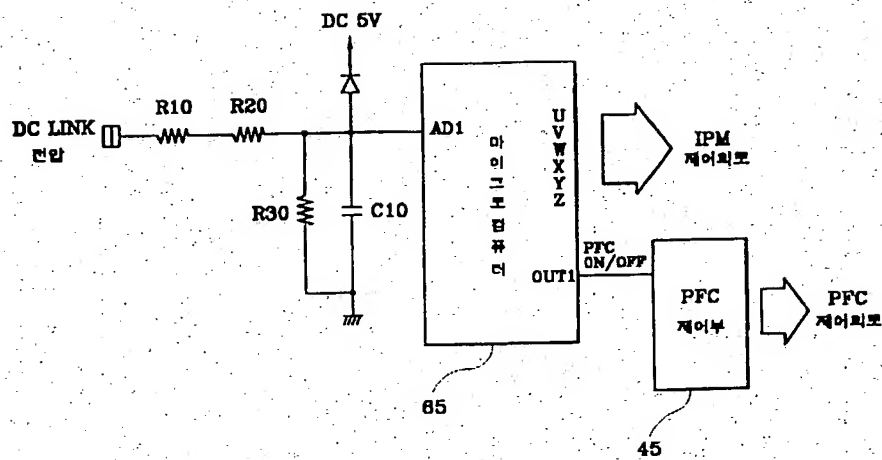 DC 5V
R10
R20
DC LINK
전압
R30
C10
AD1
마이크로컴퓨터
UVWXYZ
OUT1
PFC
ON/OFF
IPM
제어회로
PFC
제어부
PFC
제어회로
65
45